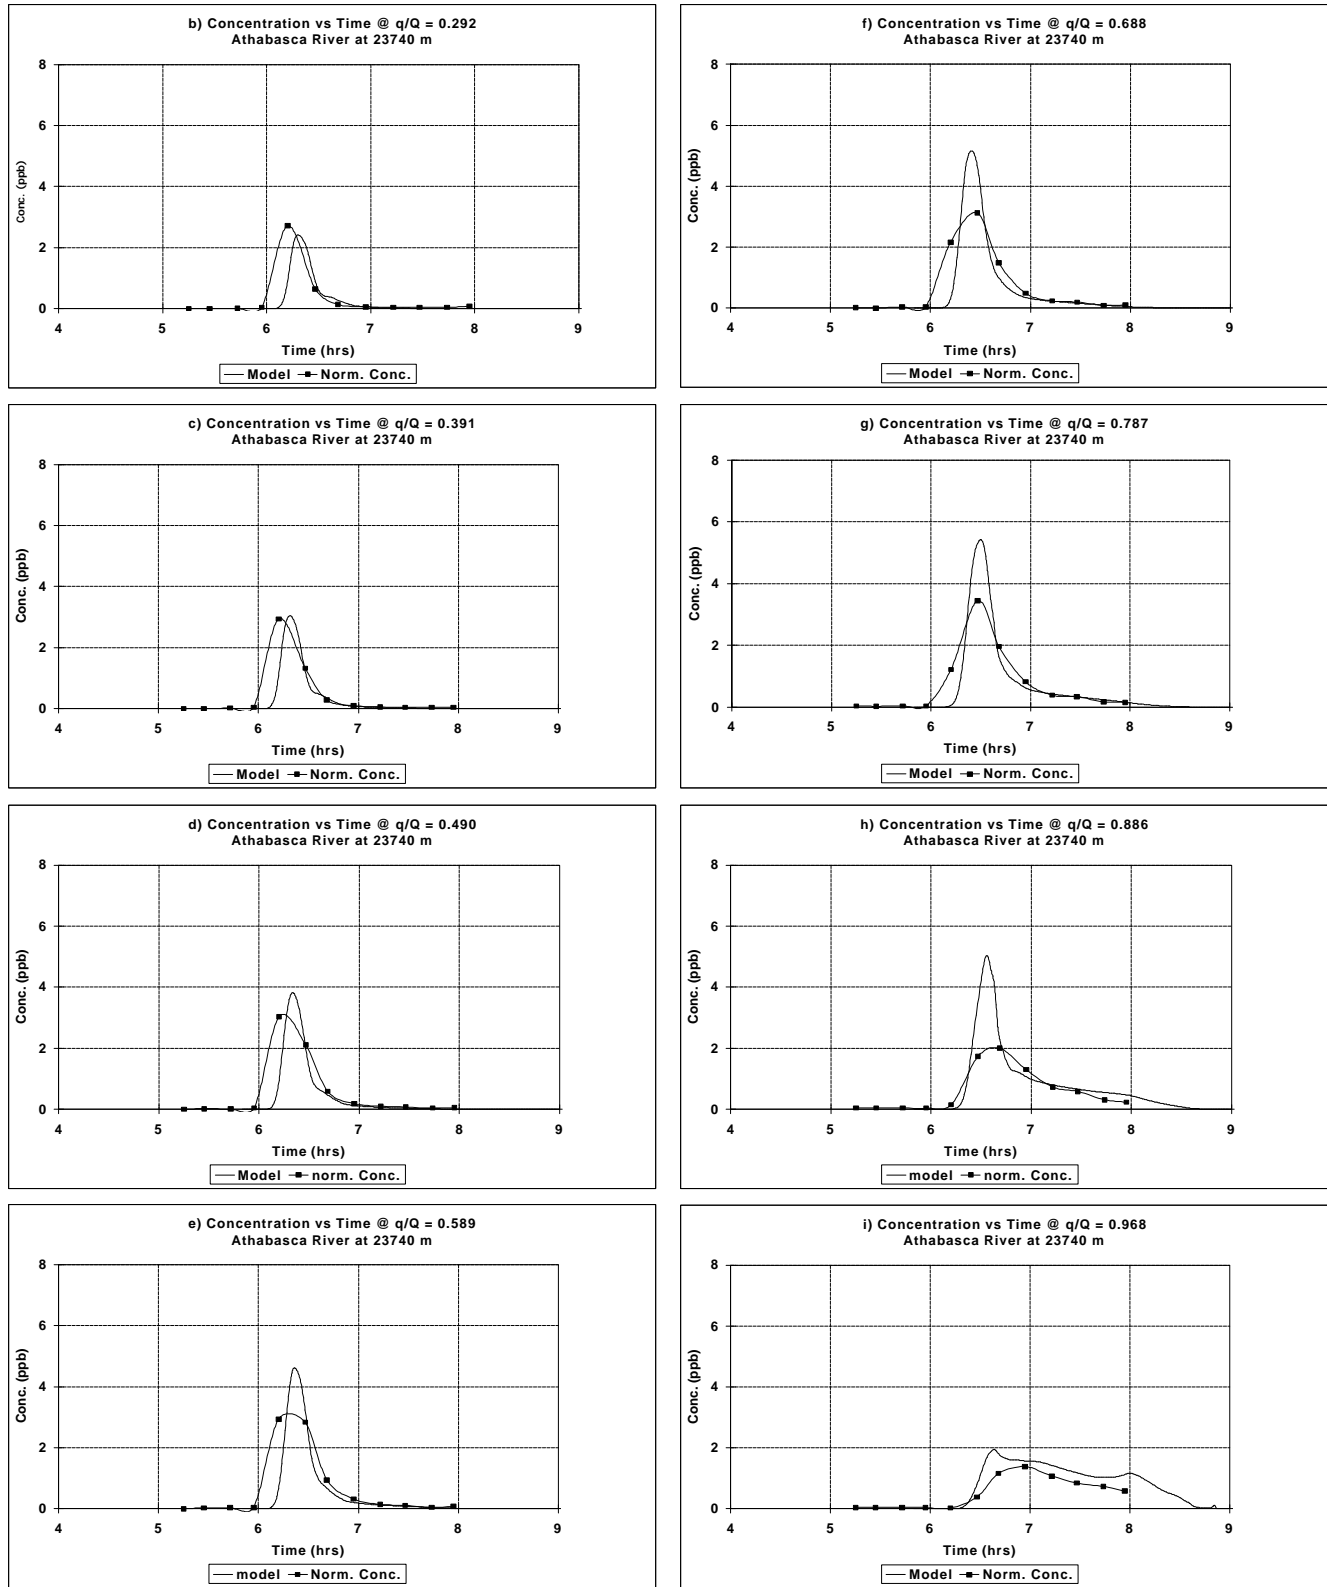 b) Concentration vs Time @ q/Q = 0.292
Athabasca River at 23740 m
8
6
4
2
0
Conc. (ppb)
4 5 6 7 8 9
Time (hrs)
Model Norm. Conc.
c) Concentration vs Time @ q/Q = 0.391
Athabasca River at 23740 m
8
6
4
2
0
Conc. (ppb)
4 5 6 7 8 9
Time (hrs)
Model Norm. Conc.
d) Concentration vs Time @ q/Q = 0.490
Athabasca River at 23740 m
8
6
4
2
0
Conc. (ppb)
4 5 6 7 8 9
Time (hrs)
Model norm. Conc.
e) Concentration vs Time @ q/Q = 0.589
Athabasca River at 23740 m
8
6
4
2
0
Conc. (ppb)
4 5 6 7 8 9
Time (hrs)
model Norm. Conc.
f) Concentration vs Time @ q/Q = 0.688
Athabasca River at 23740 m
8
6
4
2
0
Conc. (ppb)
4 5 6 7 8 9
Time (hrs)
Model Norm. Conc.
g) Concentration vs Time @ q/Q = 0.787
Athabasca River at 23740 m
8
6
4
2
0
Conc. (ppb)
4 5 6 7 8 9
Time (hrs)
Model Norm. Conc.
h) Concentration vs Time @ q/Q = 0.886
Athabasca River at 23740 m
8
6
4
2
0
Conc. (ppb)
4 5 6 7 8 9
Time (hrs)
model norm. Conc.
i) Concentration vs Time @ q/Q = 0.968
Athabasca River at 23740 m
8
6
4
2
0
Conc. (ppb)
4 5 6 7 8 9
Time (hrs)
Model Norm. Conc.